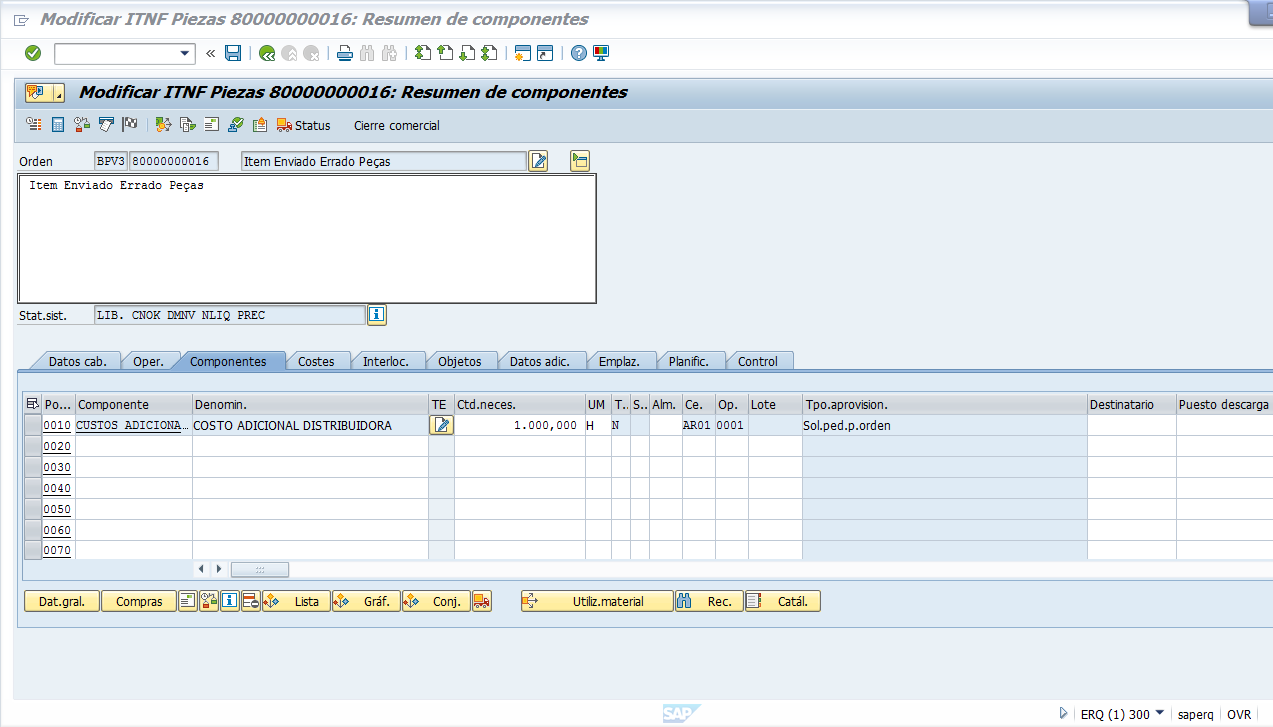 Modificar ITNF Piezas 80000000016: Resumen de componentes
Modificar ITNF Piezas 80000000016: Resumen de componentes
Status Cierre comercial
Orden BPV3 80000000016 Item Enviado Errado Peças
Item Enviado Errado Peças
Stat.sist. LIB. CNOK DMNV NLIQ PREC
Datos cab. Oper. Componentes Costes Interloc. Objetos Datos adic. Emplaz. Planific. Control
Po... Componente Denomin. TE Ctd.neces. UM T.. S.. Alm. Ce. Op. Lote Tpo.aprovision. Destinatario Puesto descarga
0010 CUSTOS ADICIONA... COSTO ADICIONAL DISTRIBUIDORA 1.000,000 H N AR01 0001 Sol.ped.p.orden
0020
0030
0040
0050
0060
0070
Dat.gral. Compras Lista Gráf. Conj. Utiliz.material Rec. Catál.
SAP ERQ (1) 300 saperq OVR